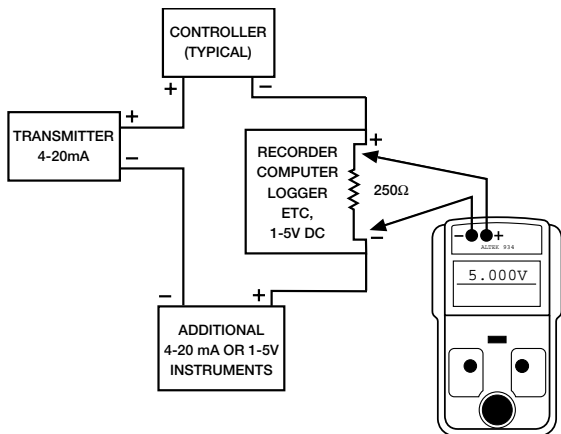 CONTROLLER
(TYPICAL)
+
−
TRANSMITTER
4-20mA
+
−
RECORDER
COMPUTER
LOGGER
ETC,
1-5V DC
+
250Ω
−
− +
ALTEK 934
5.000V
−
+
ADDITIONAL
4-20 mA OR 1-5V
INSTRUMENTS